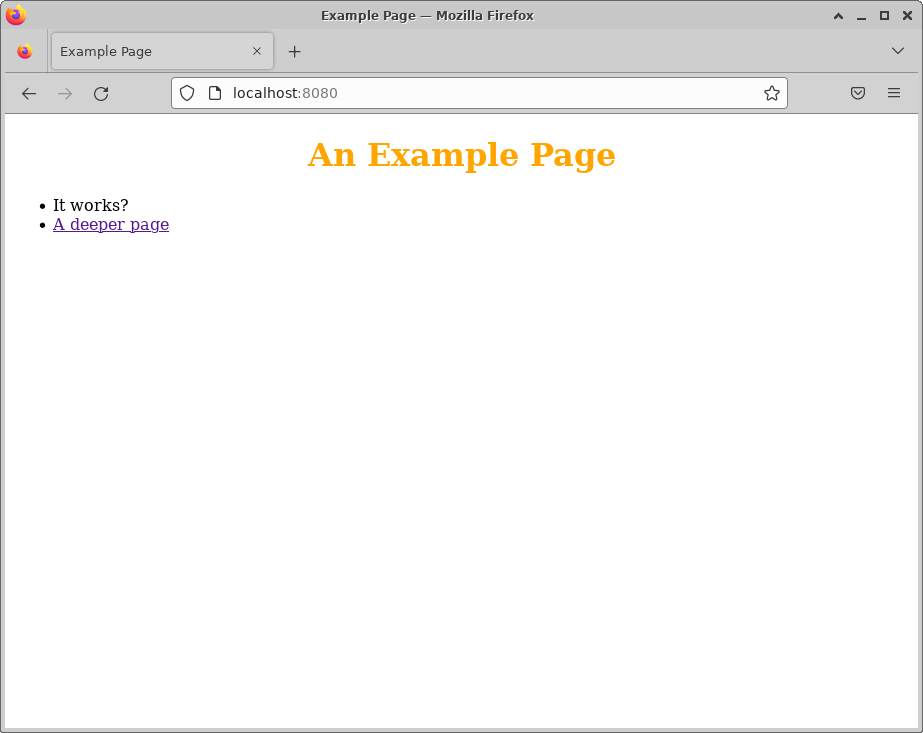 Example Page — Mozilla Firefox
Example Page
localhost:8080
An Example Page
It works?
A deeper page